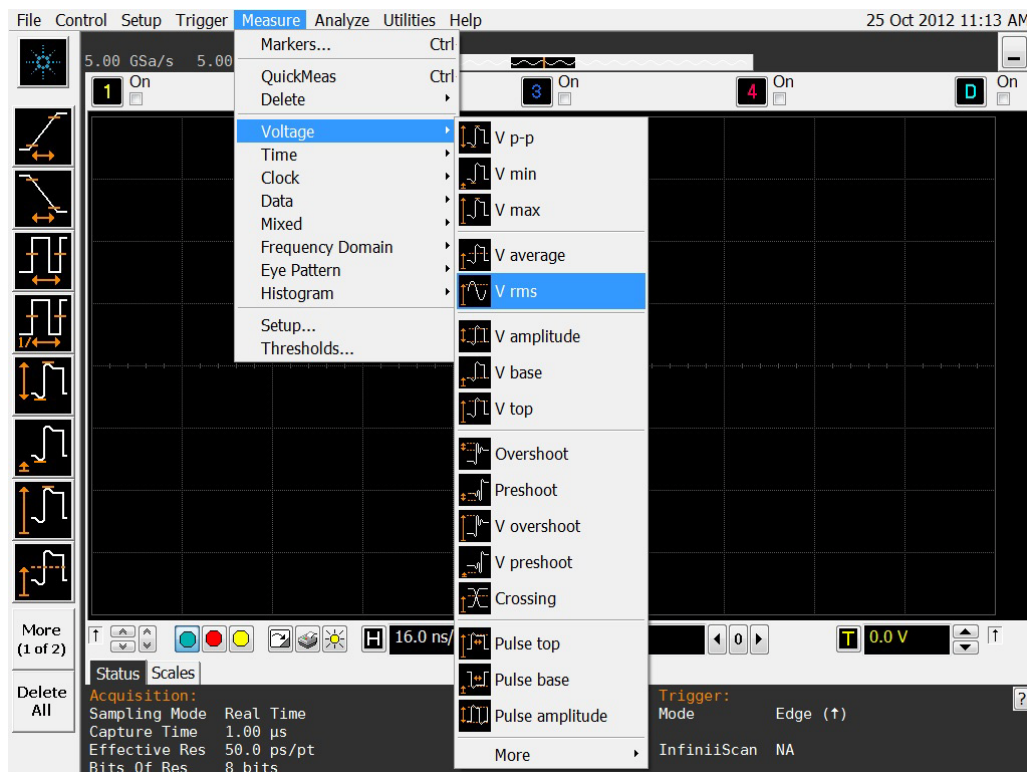 File Control Setup Trigger Measure Analyze Utilities Help 25 Oct 2012 11:13 AM
5.00 GSa/s 5.00
1 On
3 On
4 On
D On
Markers... Ctrl
QuickMeas Ctrl
Delete
Voltage
Time
Clock
Data
Mixed
Frequency Domain
Eye Pattern
Histogram
Setup...
Thresholds...
V p-p
V min
V max
V average
V rms
V amplitude
V base
V top
Overshoot
Preshoot
V overshoot
V preshoot
Crossing
Pulse top
Pulse base
Pulse amplitude
More
1/
More
(1 of 2)
Delete
All
H 16.0 ns/ 0 T 0.0 V
Status Scales
Acquisition: Trigger:
Sampling Mode Real Time Mode Edge (↑)
Capture Time 1.00 µs
Effective Res 50.0 ps/pt InfiniiScan NA
Bits Of Res 8 bits
?